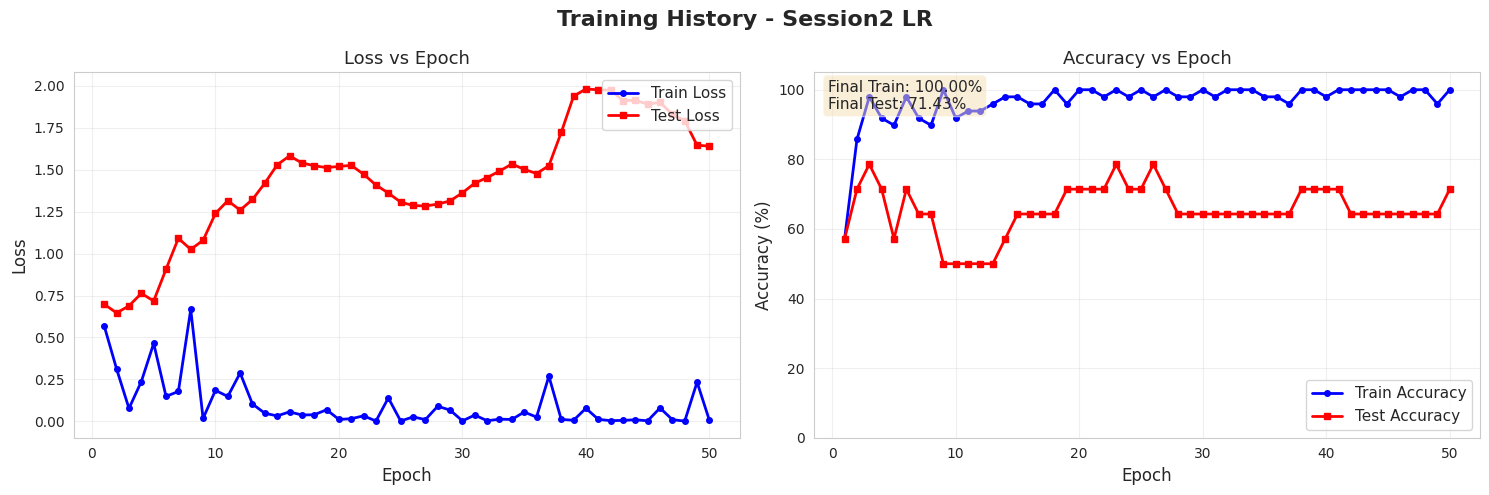 Training History - Session2 LR
Loss vs Epoch
Loss
2.00
1.75
1.50
1.25
1.00
0.75
0.50
0.25
0.00
0 10 20 30 40 50
Epoch
Train Loss
Test Loss
Accuracy vs Epoch
Accuracy (%)
100
80
60
40
20
0
0 10 20 30 40 50
Epoch
Final Train: 100.00%
Final Test: 71.43%
Train Accuracy
Test Accuracy